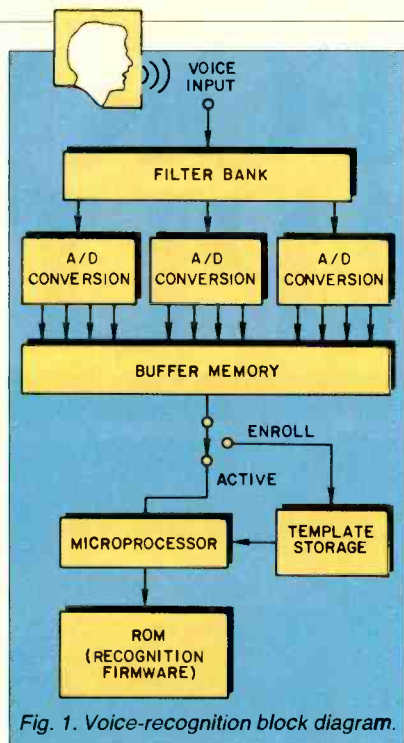 VOICE
INPUT
FILTER BANK
A/D
CONVERSION
A/D
CONVERSION
A/D
CONVERSION
BUFFER MEMORY
ENROLL
ACTIVE
MICROPROCESSOR
TEMPLATE
STORAGE
ROM
(RECOGNITION
FIRMWARE)
Fig. 1. Voice-recognition block diagram.